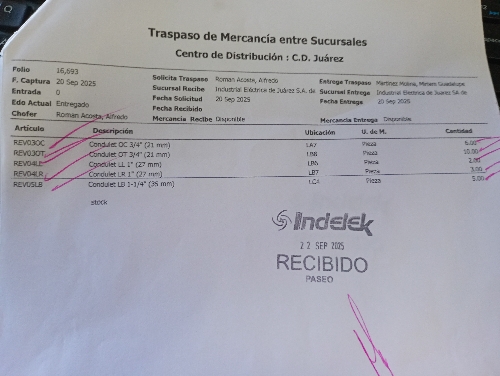 Traspaso de Mercancía entre Sucursales
Centro de Distribución : C.D. Juárez
Folio 16,693
F. Captura 20 Sep 2025 Solicita Traspaso Roman Acosta, Alfredo Entrega Traspaso Martinez Molina, Miriam Guadalupe
Entrada 0 Sucursal Recibe Industrial Eléctrica de Juárez S.A. de Sucursal Entrega Industrial Eléctrica de Juárez S.A. de
Edo Actual Entregado Fecha Solicitud 20 Sep 2025 Fecha Entrega 20 Sep 2025
Fecha Recibido
Chofer Roman Acosta, Alfredo Mercancía Recibe Disponible Mercancía Entrega Disponible
Artículo Descripción Ubicación U. de M. Cantidad
REV03OC Condulet OC 3/4" (21 mm) LA7 Pieza 6.00
REV03OT Condulet OT 3/4" (21 mm) LB8 Pieza 10.00
REV04LL Condulet LL 1" (27 mm) LB6 Pieza 2.00
REV04LR Condulet LR 1" (27 mm) LB7 Pieza 3.00
REV05LB Condulet LB 1-1/4" (35 mm) Pieza 5.00
stock
Indelek
22 SEP 2025
RECIBIDO
PASEO